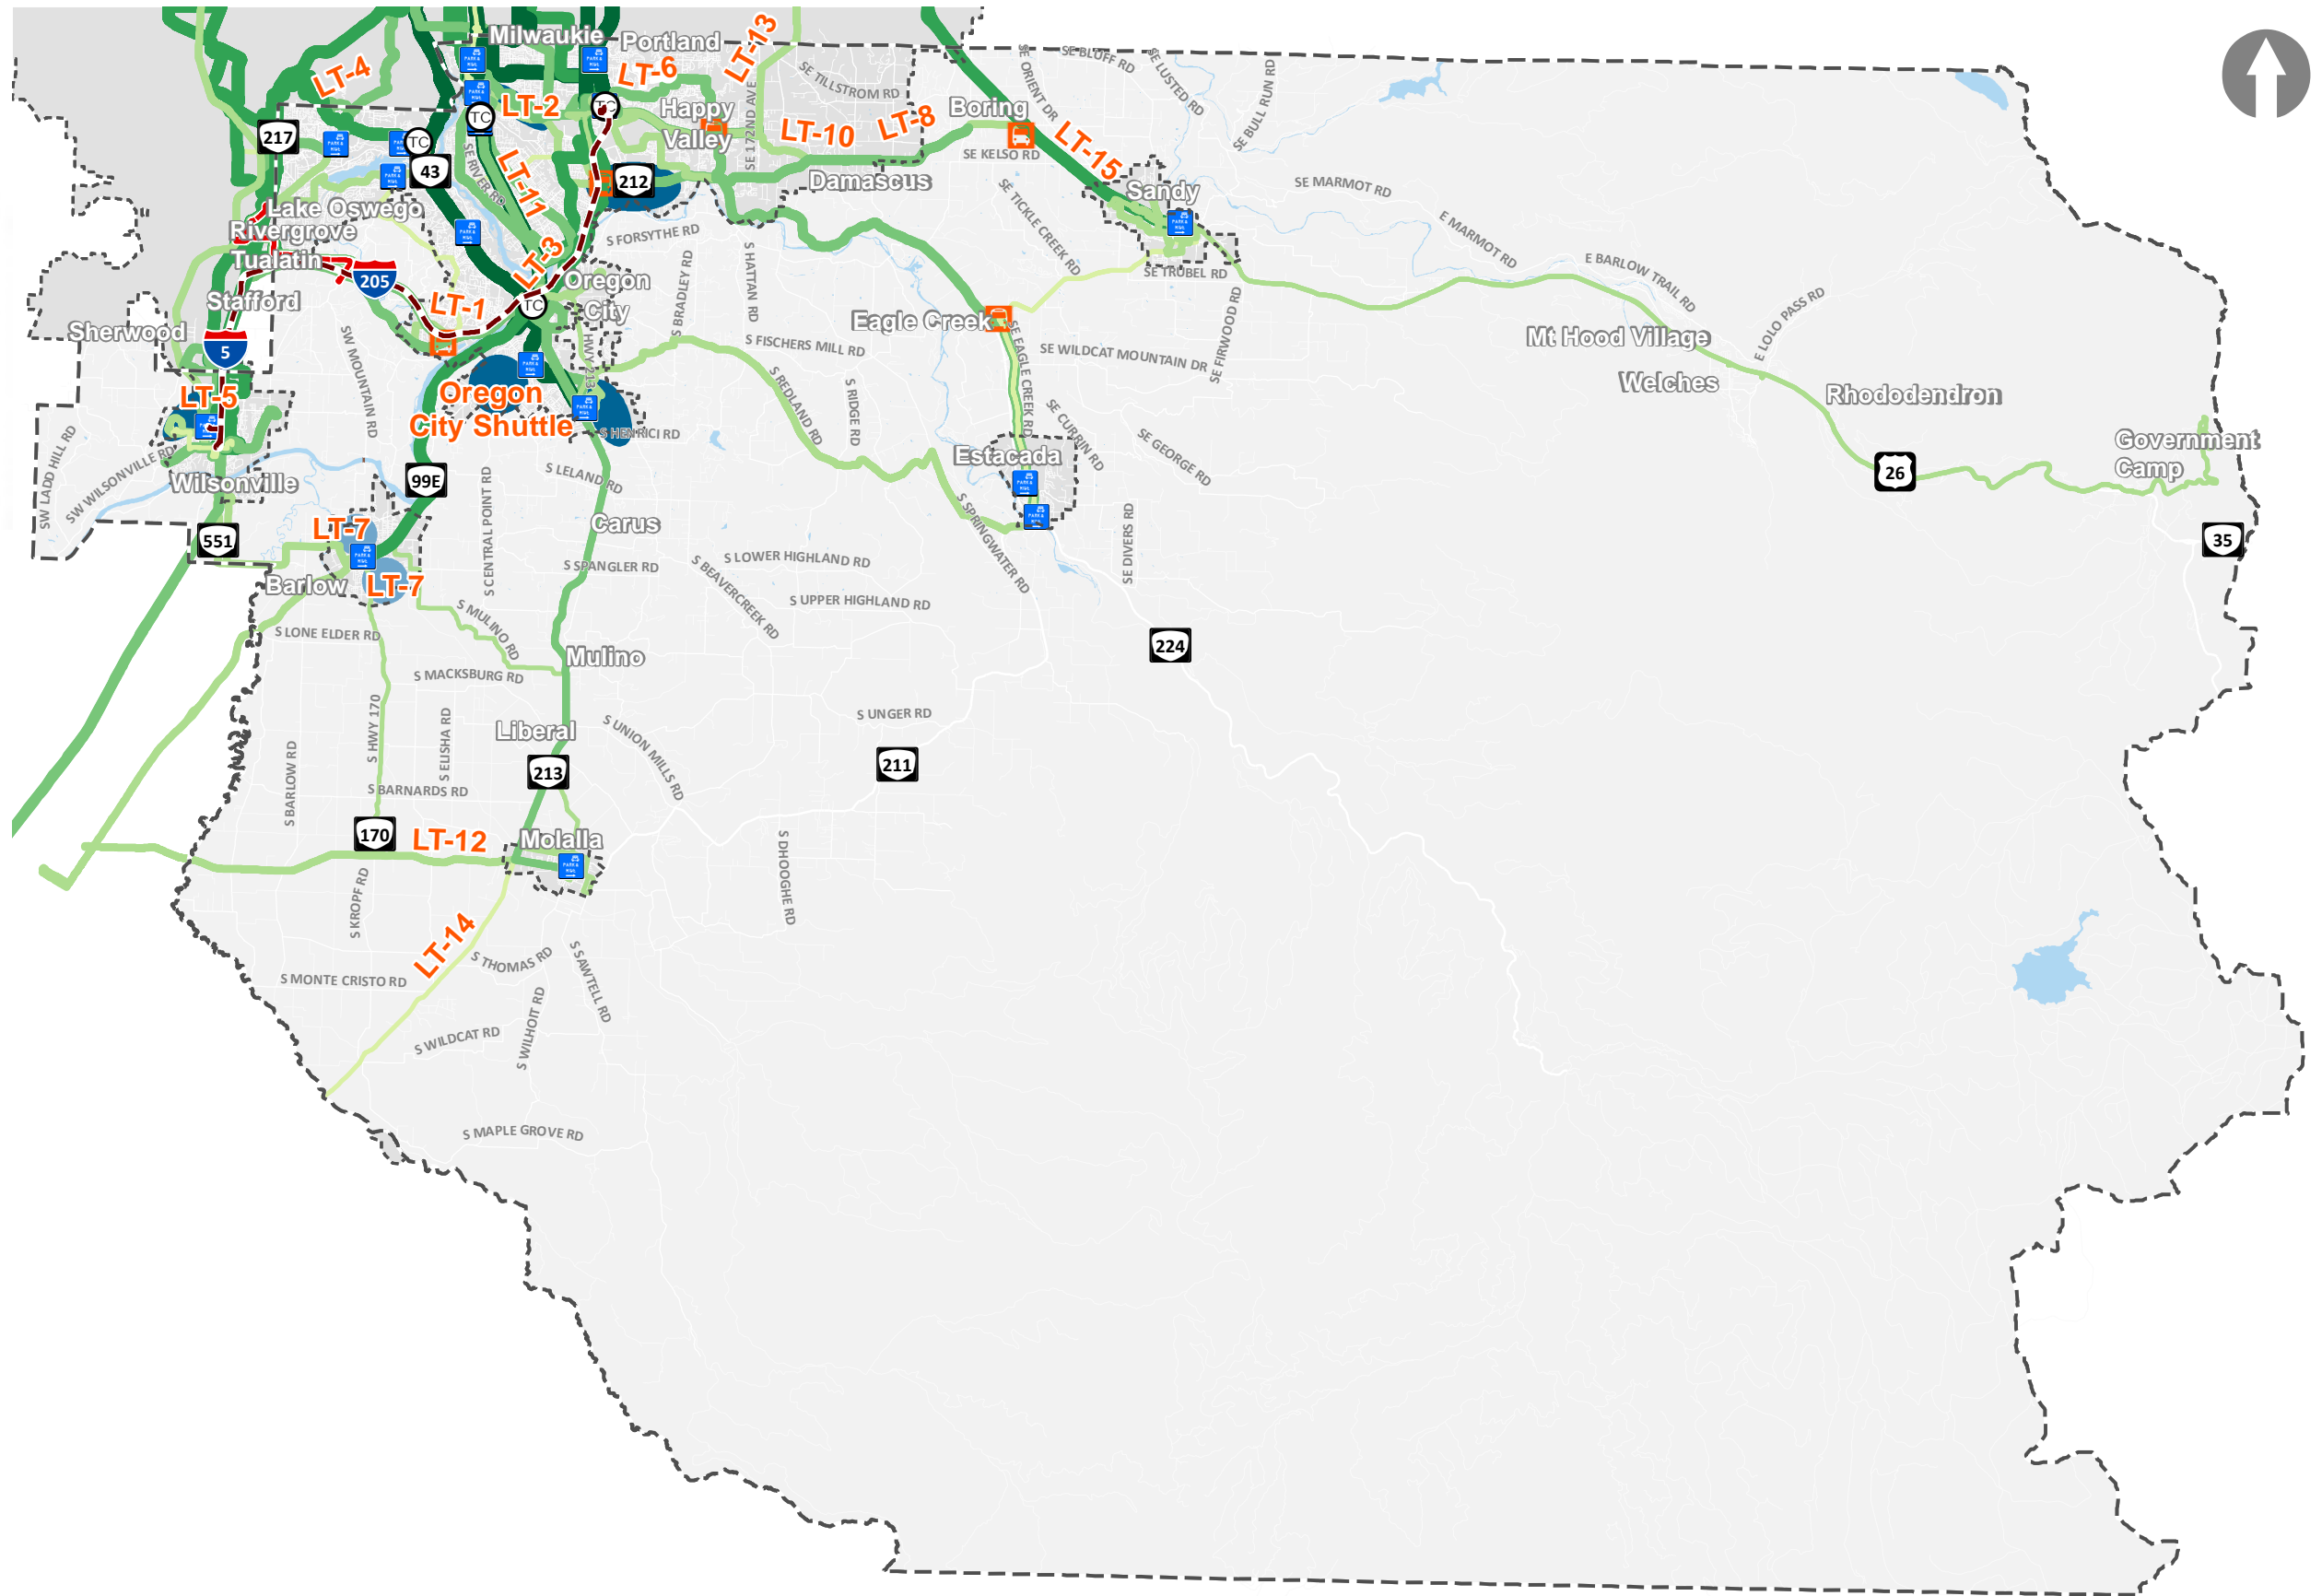 Milwaukie
Portland
LT-13
LT-4
LT-6
SE TILLSTROM RD
SE ORIENT DR
SE BLUFF RD
SE LUSTED RD
SE BULL RUN RD
TC
LT-2
TC
Happy
Valley
SE 172ND AVE
LT-10
LT-8
Boring
LT-15
217
TC
43
SE RIVER RD
LT-11
212
Damascus
SE KELSO RD
SE TICKLE CREEK RD
Sandy
SE MARMOT RD
E MARMOT RD
Lake Oswego
Rivergrove
Tualatin
205
LT-3
S FORSYTHE RD
S BRADLEY RD
S HATTAN RD
SE TRUBEL RD
E BARLOW TRAIL RD
Stafford
LT-1
TC
Oregon
City
Eagle Creek
SE EAGLE CREEK RD
SE FIRWOOD RD
E LOLO PASS RD
Sherwood
5
SW MOUNTAIN RD
HWY 213
S FISCHERS MILL RD
SE WILDCAT MOUNTAIN DR
Mt Hood Village
Welches
Rhododendron
LT-5
Oregon
City Shuttle
S REDLAND RD
S RIDGE RD
S HENRICI RD
SE CURRIN RD
SE GEORGE RD
Government
Camp
SW LADD HILL RD
SW WILSONVILLE RD
Wilsonville
99E
S LELAND RD
Estacada
26
S CENTRAL POINT RD
Carus
S SPRINGWATER RD
SE DIVERS RD
35
551
LT-7
Barlow
LT-7
S SPANGLER RD
S LOWER HIGHLAND RD
S BEAVERCREEK RD
S UPPER HIGHLAND RD
S LONE ELDER RD
S MULINO RD
Mulino
224
S MACKSBURG RD
S HWY 170
S ELISHA RD
Liberal
S UNION MILLS RD
S UNGER RD
S BARLOW RD
S BARNARDS RD
213
211
170
LT-12
Molalla
S DHOOGHE RD
S KROPF RD
LT-14
S THOMAS RD
S SAWTELL RD
S MONTE CRISTO RD
S WILHOIT RD
S WILDCAT RD
S MAPLE GROVE RD